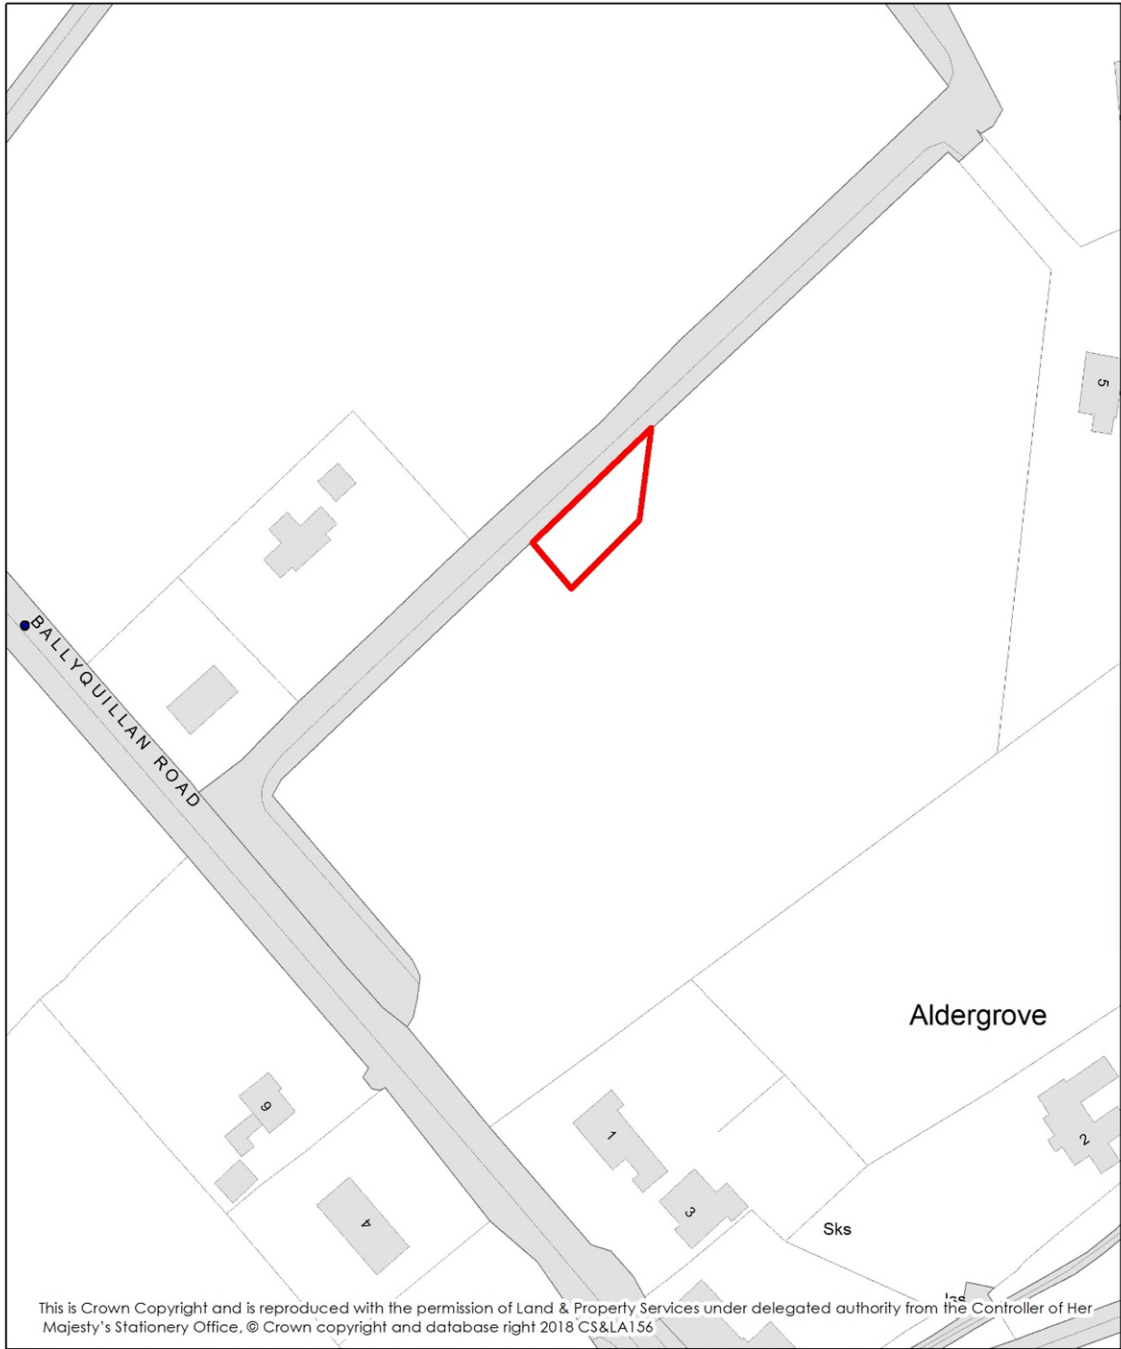 5
BALLYQUILLAN ROAD
Aldergrove
6
1
2
3
4
Sks
This is Crown Copyright and is reproduced with the permission of Land & Property Services under delegated authority from the Controller of Her
Majesty's Stationery Office, © Crown copyright and database right 2018 CS&LA156